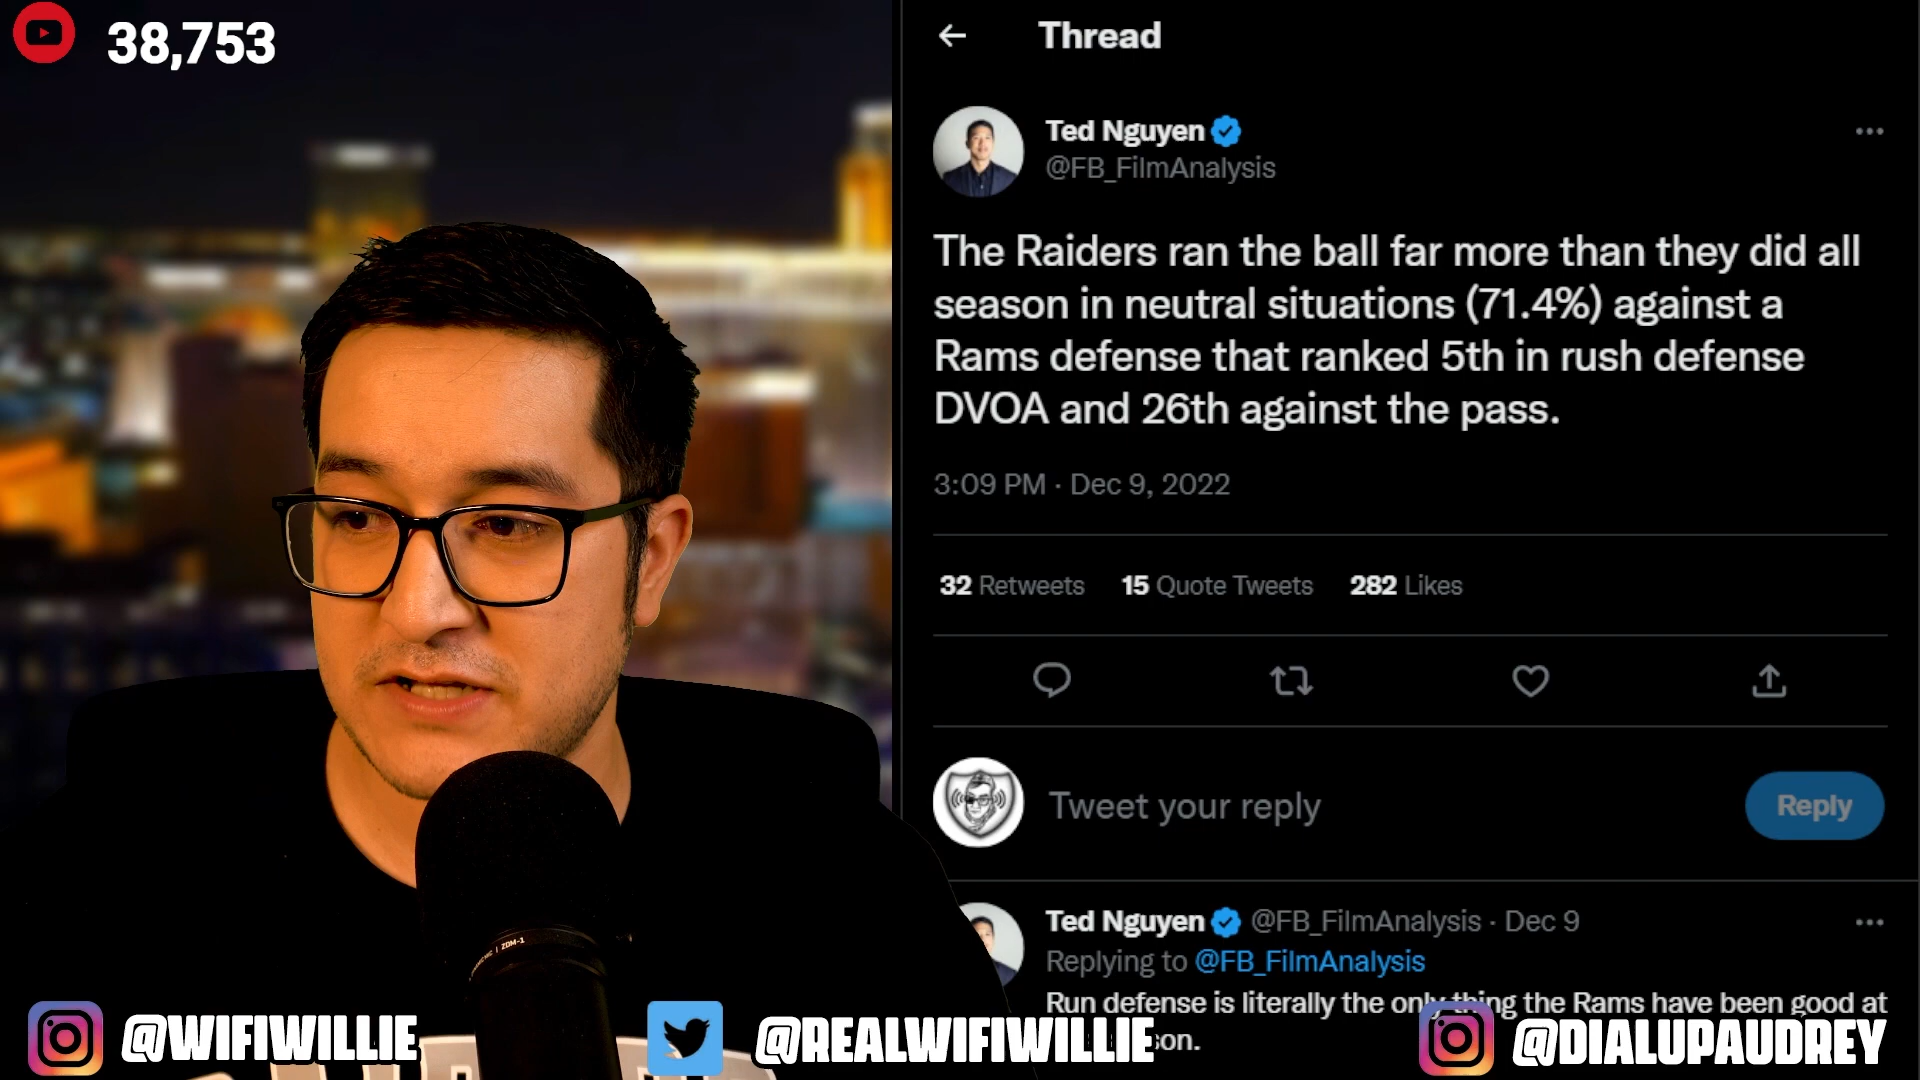 38,753
Thread
Ted Nguyen
@FB_FilmAnalysis
The Raiders ran the ball far more than they did all
season in neutral situations (71.4%) against a
Rams defense that ranked 5th in rush defense
DVOA and 26th against the pass.
3:09 PM · Dec 9, 2022
32 Retweets 15 Quote Tweets 282 Likes
Tweet your reply
Reply
Ted Nguyen @FB_FilmAnalysis · Dec 9
Replying to @FB_FilmAnalysis
Run defense is literally the only thing the Rams have been good at
son.
ZDM-1
@WIFIWILLIE
@REALWIFIWILLIE
@DIALUPAUDREY